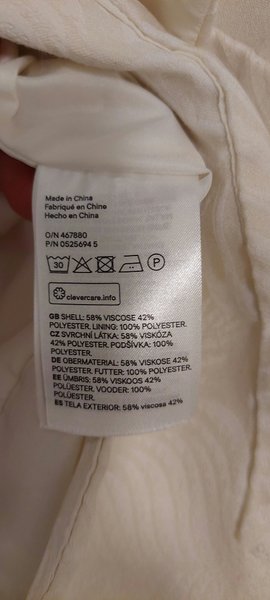 Made in China
Fabriqué en Chine
Hecho en China
O/N 467880
P/N 0525694 5
30
P
clevercare.info
GB SHELL: 58% VISCOSE 42%
POLYESTER. LINING: 100% POLYESTER.
CZ SVRCHNÍ LÁTKA: 58% VISKÓZA
42% POLYESTER. PODŠÍVKA: 100%
POLYESTER.
DE OBERMATERIAL: 58% VISKOSE 42%
POLYESTER. FUTTER: 100% POLYESTER.
EE ÜMBRIS: 58% VISKOOS 42%
POLÜESTER. VOODER: 100%
POLÜESTER.
ES TELA EXTERIOR: 58% viscosa 42%